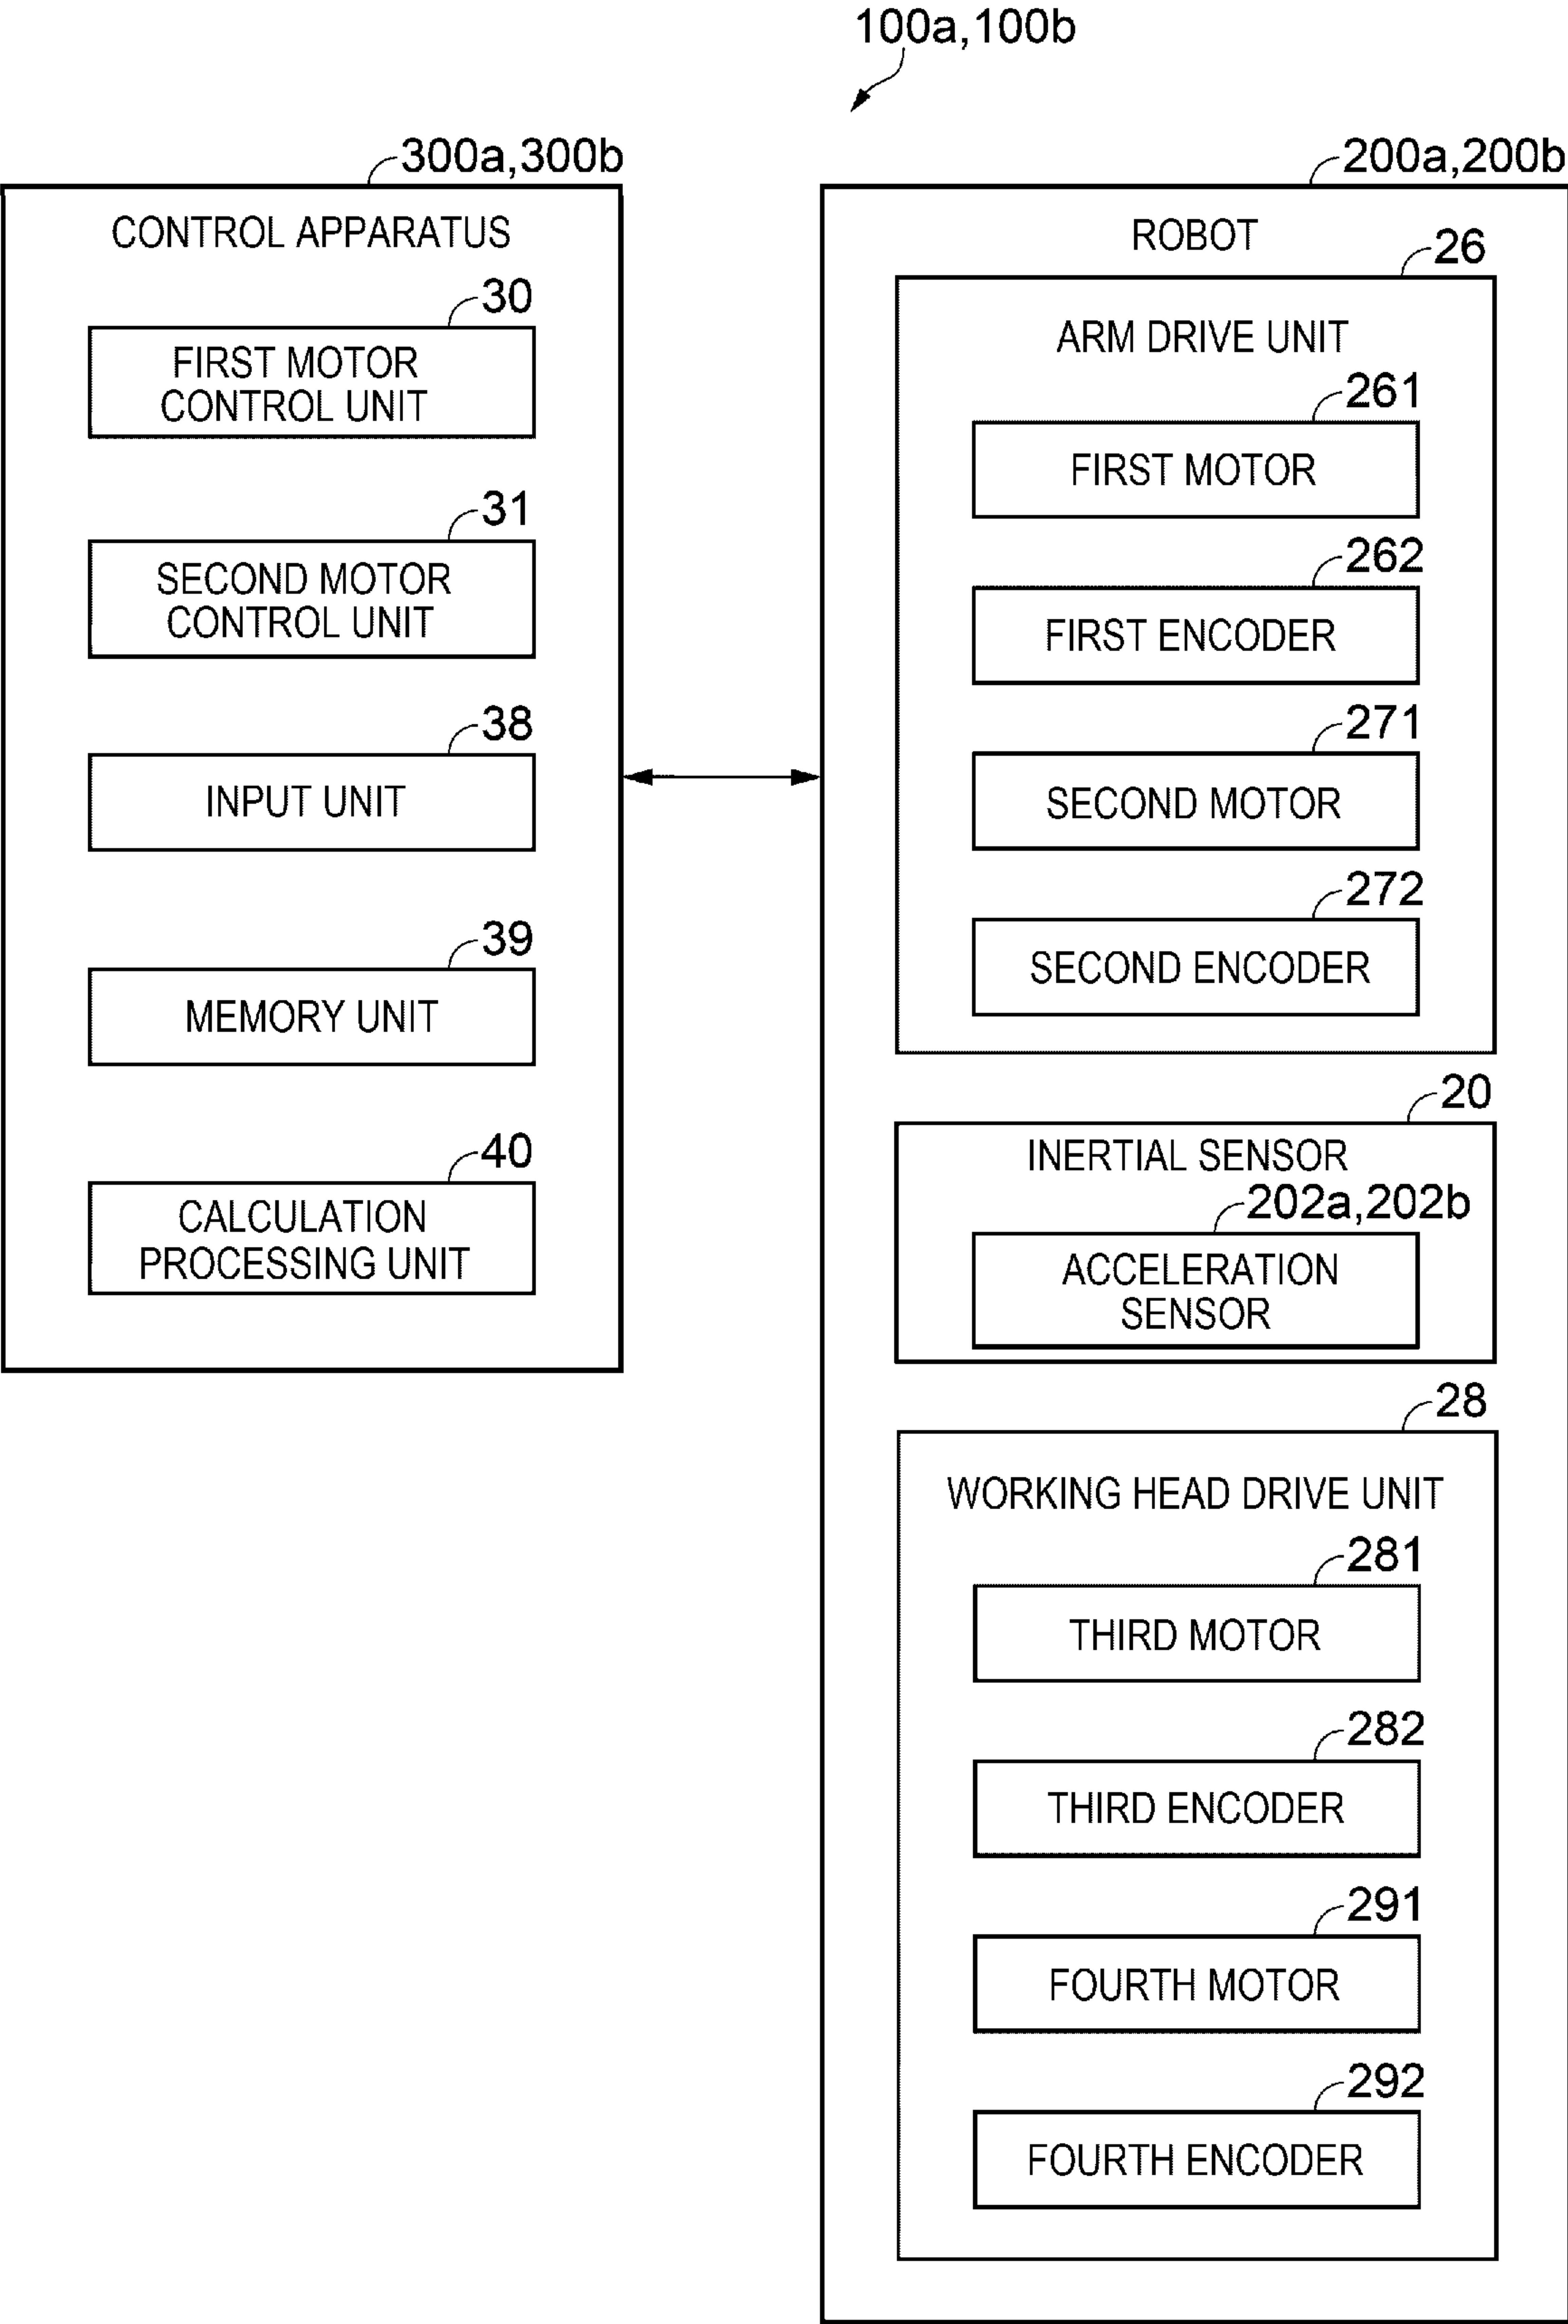 100a,100b
300a,300b
CONTROL APPARATUS
30
FIRST MOTOR
CONTROL UNIT
31
SECOND MOTOR
CONTROL UNIT
38
INPUT UNIT
39
MEMORY UNIT
40
CALCULATION
PROCESSING UNIT
200a,200b
ROBOT
26
ARM DRIVE UNIT
261
FIRST MOTOR
262
FIRST ENCODER
271
SECOND MOTOR
272
SECOND ENCODER
20
INERTIAL SENSOR
202a,202b
ACCELERATION
SENSOR
28
WORKING HEAD DRIVE UNIT
281
THIRD MOTOR
282
THIRD ENCODER
291
FOURTH MOTOR
292
FOURTH ENCODER